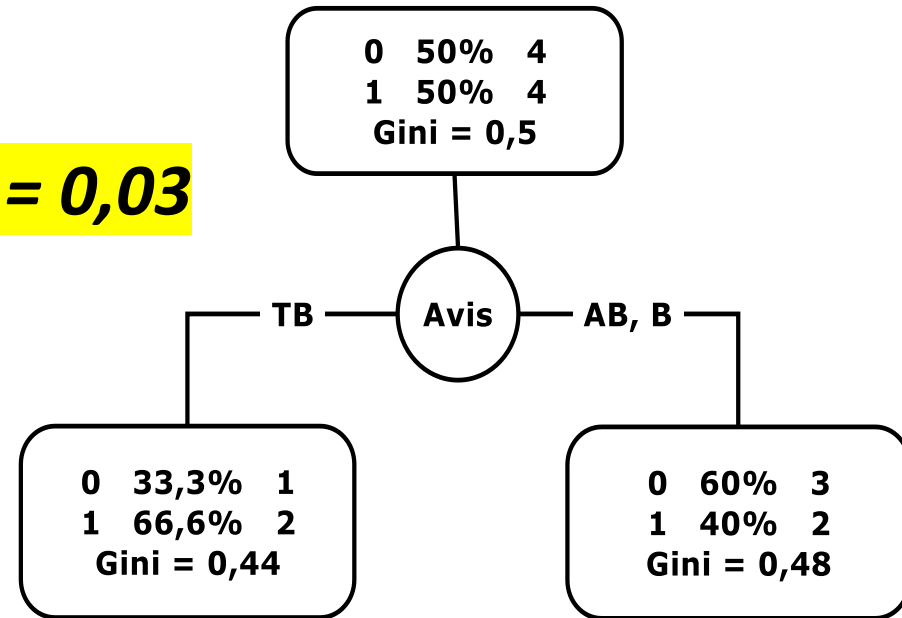 0 50% 4
1 50% 4
Gini = 0,5
= 0,03
TB
Avis
AB, B
0 33,3% 1
1 66,6% 2
Gini = 0,44
0 60% 3
1 40% 2
Gini = 0,48